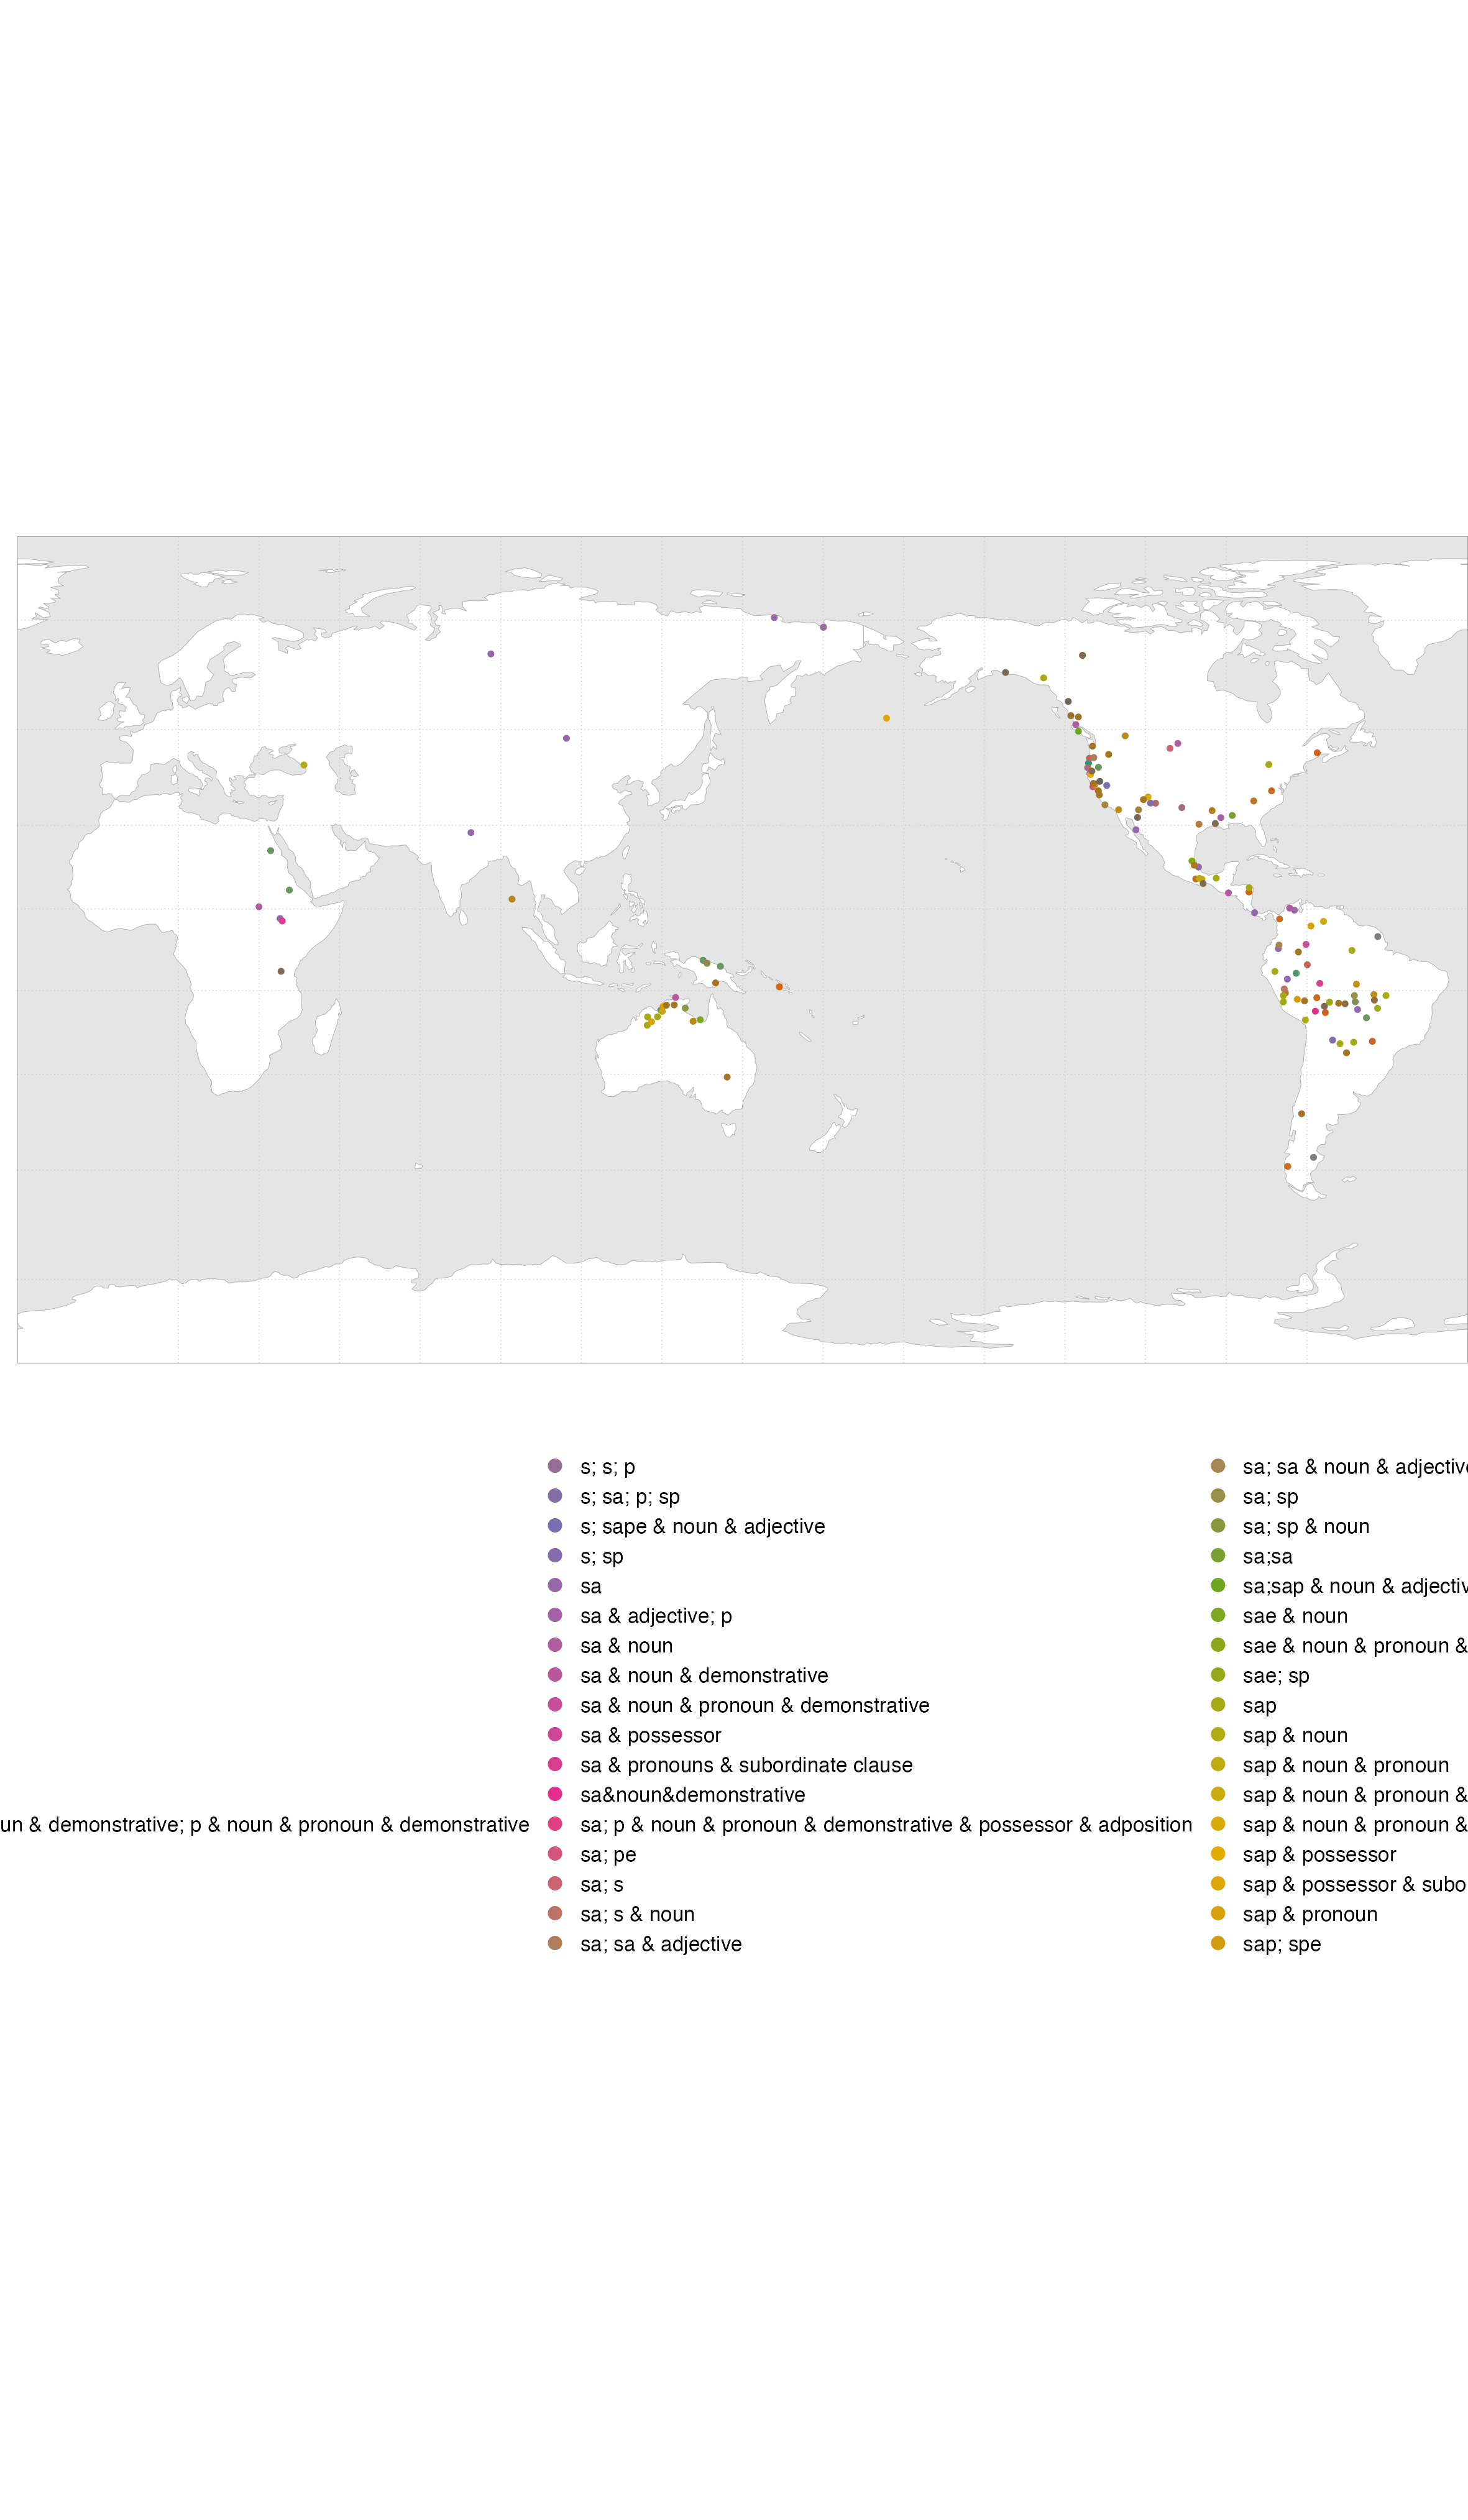 s; s; p
s; sa; p; sp
s; sape & noun & adjective
s; sp
sa
sa & adjective; p
sa & noun
sa & noun & demonstrative
sa & noun & pronoun & demonstrative
sa & possessor
sa & pronouns & subordinate clause
sa&noun&demonstrative
un & demonstrative; p & noun & pronoun & demonstrative
sa; p & noun & pronoun & demonstrative & possessor & adposition
sa; pe
sa; s
sa; s & noun
sa; sa & adjective
sa; sa & noun & adjective
sa; sp
sa; sp & noun
sa;sa
sa;sap & noun & adjectiv
sae & noun
sae & noun & pronoun &
sae; sp
sap
sap & noun
sap & noun & pronoun
sap & noun & pronoun &
sap & noun & pronoun &
sap & possessor
sap & possessor & subo
sap & pronoun
sap; spe